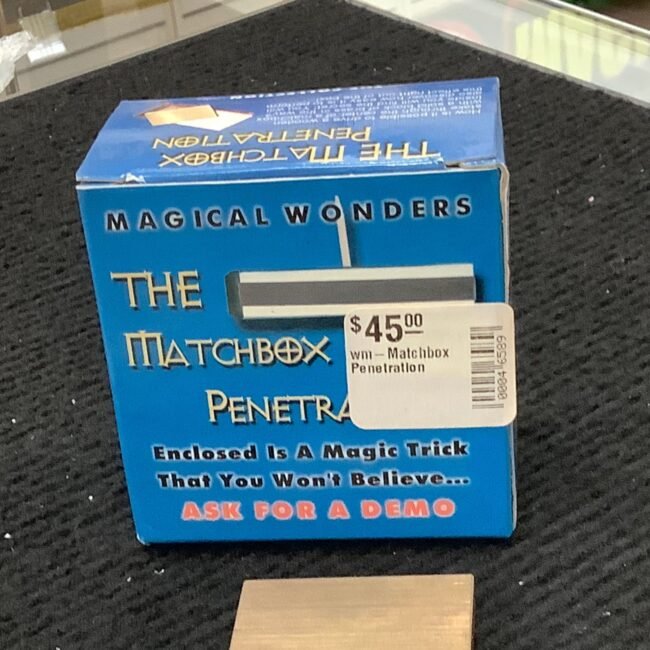 THE MATCHBOX
PENETRATION
MAGICAL WONDERS
THE
MATCHBOX
PENETRA
$45.00
wm - Matchbox
Penetration
0000416589
Enclosed Is A Magic Trick
That You Won't Believe...
ASK FOR A DEMO